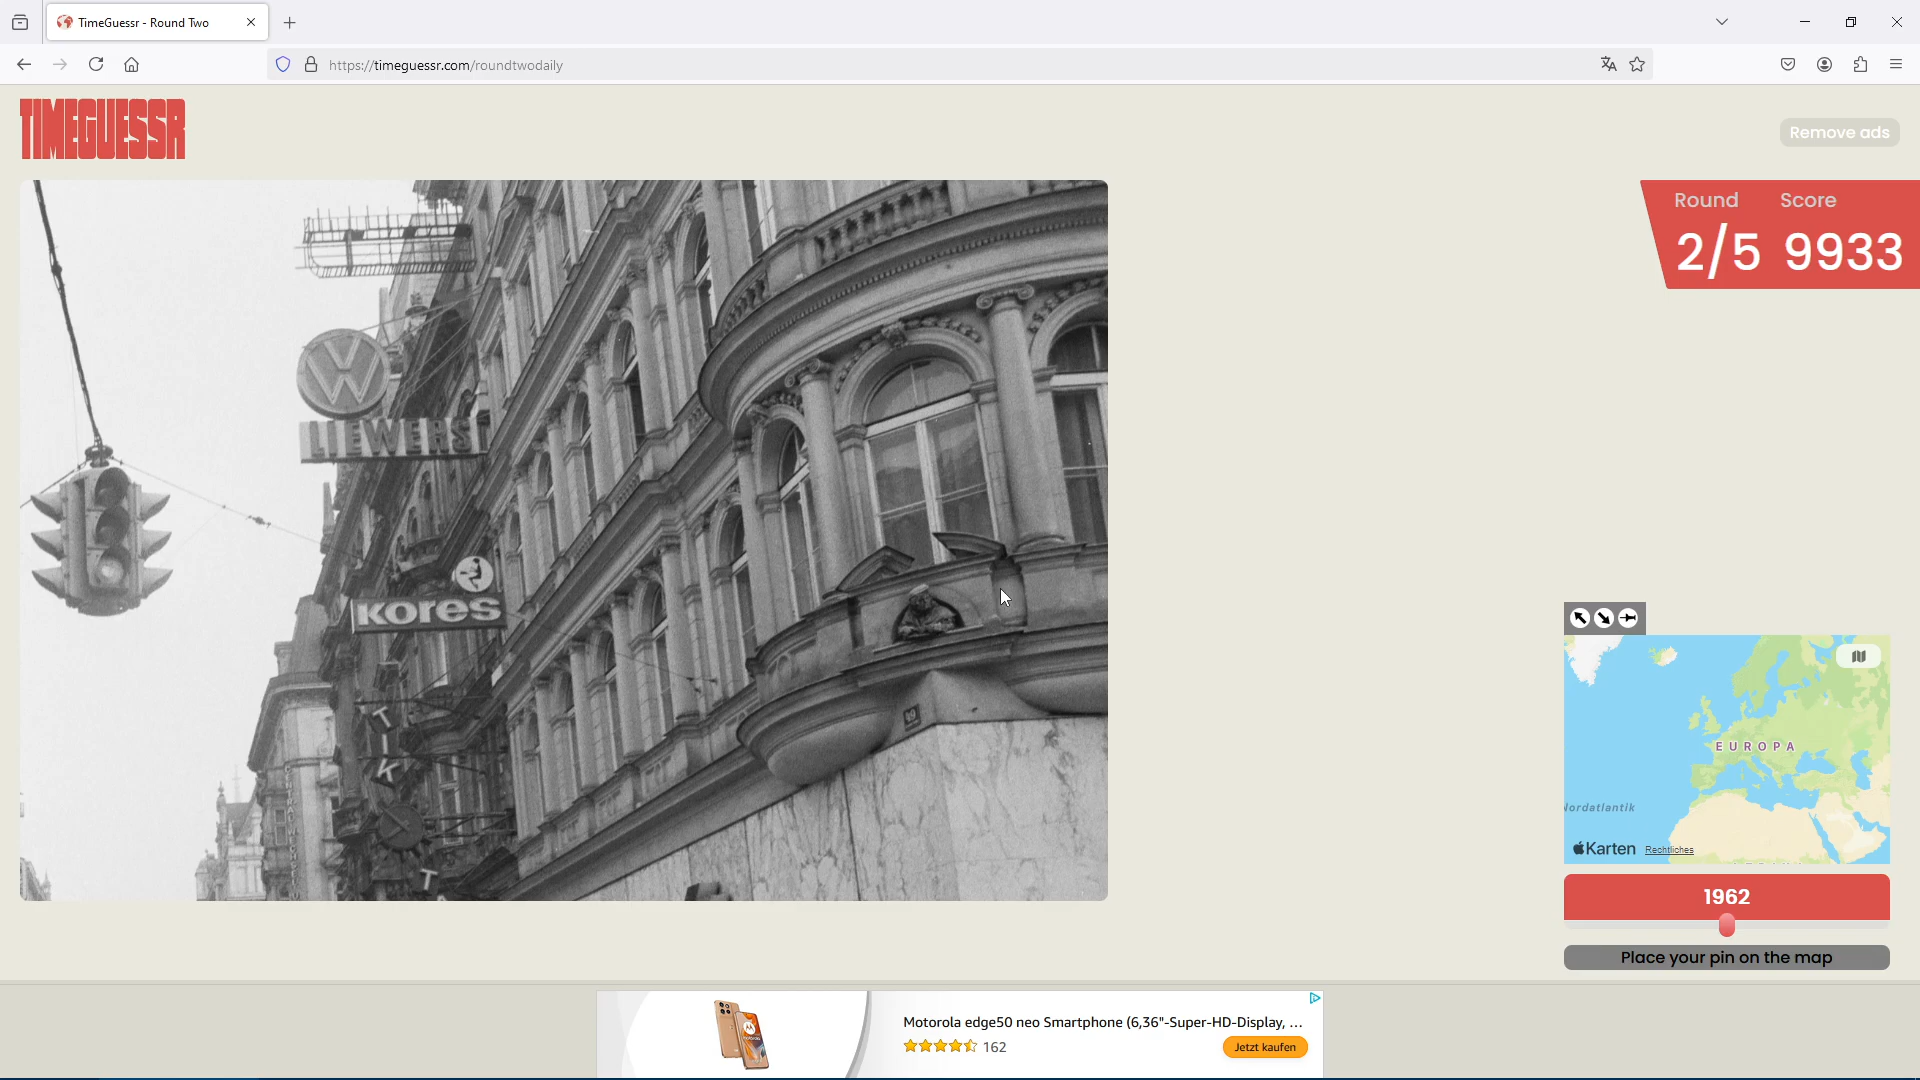 TimeGuessr - Round Two
https://timeguessr.com/roundtwodaily
TIMEGUESSR
Remove ads
Round Score
2/5 9933
VW
LIEWERS
kores
TIK
T
EUROPA
Nordatlantik
Karten Rechtliches
1962
Place your pin on the map
Motorola edge50 neo Smartphone (6,36"-Super-HD-Display, ...
162
Jetzt kaufen